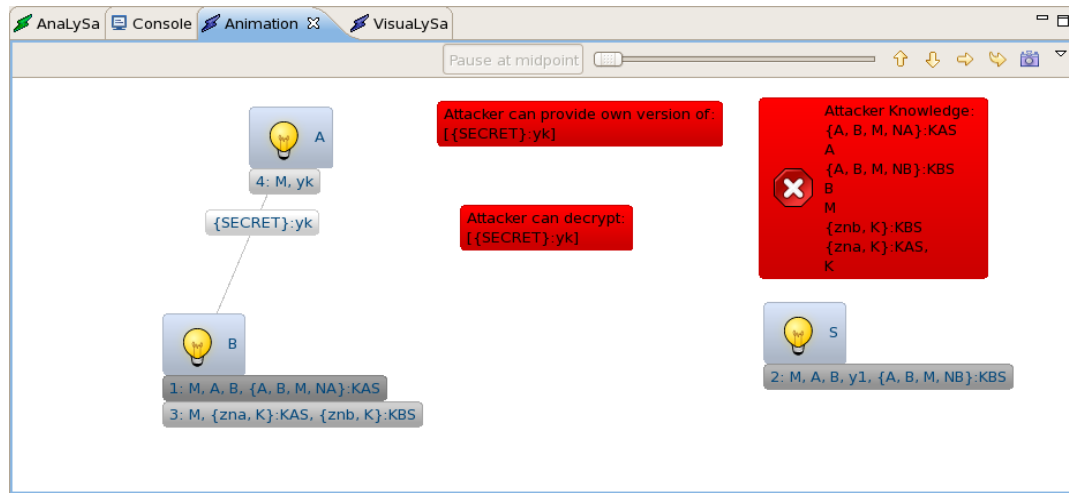 AnaLySa Console Animation VisuaLySa
Pause at midpoint
A
4: M, yk
{SECRET}:yk
B
1: M, A, B, {A, B, M, NA}:KAS
3: M, {zna, K}:KAS, {znb, K}:KBS
Attacker can provide own version of:
[{SECRET}:yk]
Attacker can decrypt:
[{SECRET}:yk]
Attacker Knowledge:
{A, B, M, NA}:KAS
A
{A, B, M, NB}:KBS
B
M
{znb, K}:KBS
{zna, K}:KAS,
K
S
2: M, A, B, y1, {A, B, M, NB}:KBS